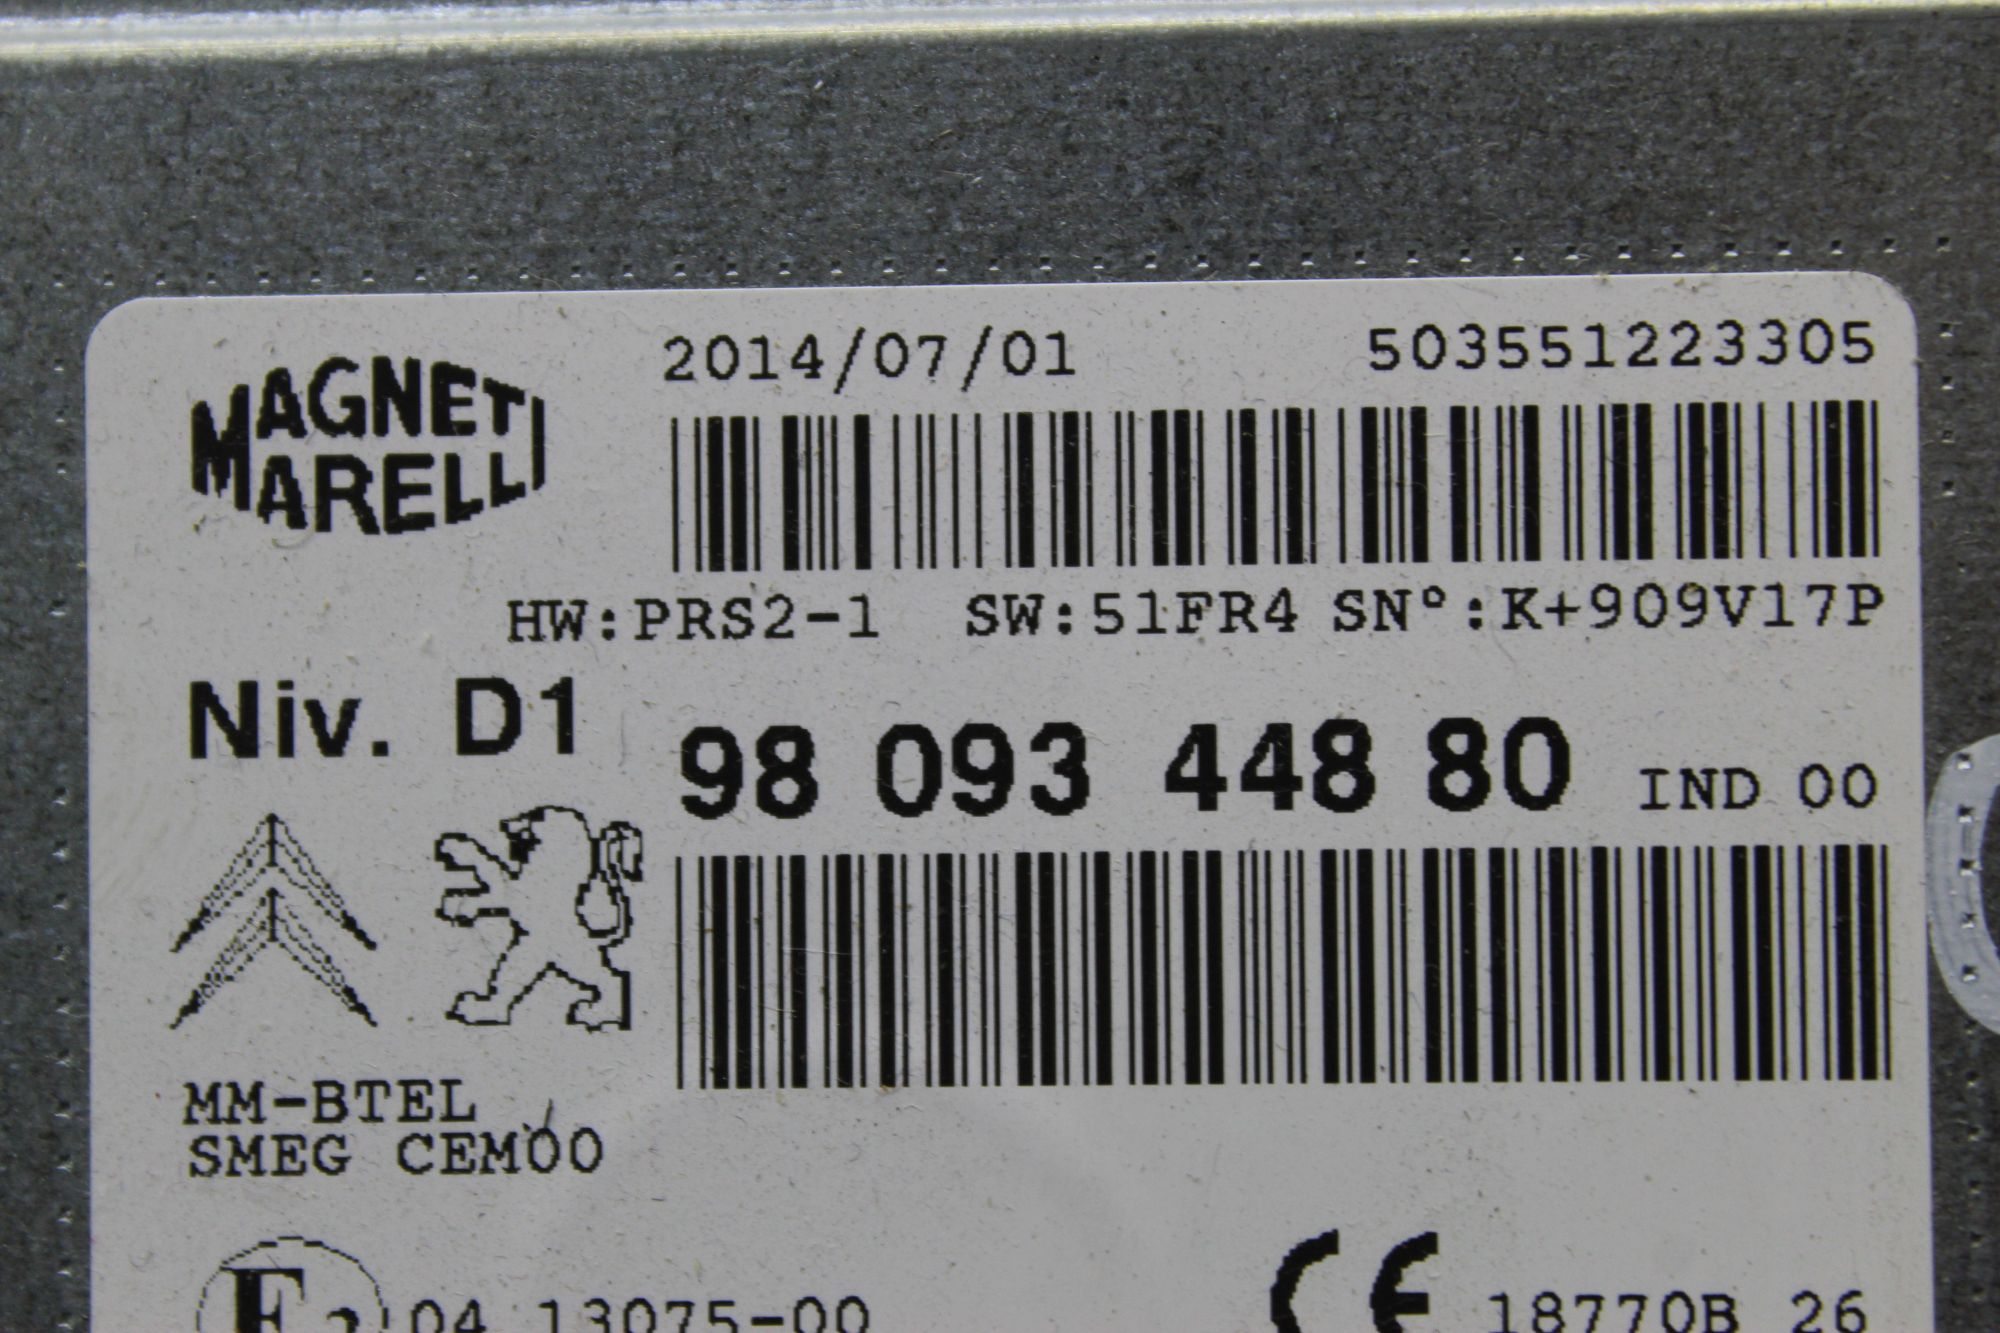 MAGNETI
MARELLI
2014/07/01 503551223305
HW:PRS2-1 SW:51FR4 SN°:K+909V17P
Niv. D1 98 093 448 80 IND 00
MM-BTEL
SMEG CEM00
E2 04 13075-00 CE 18770B 26